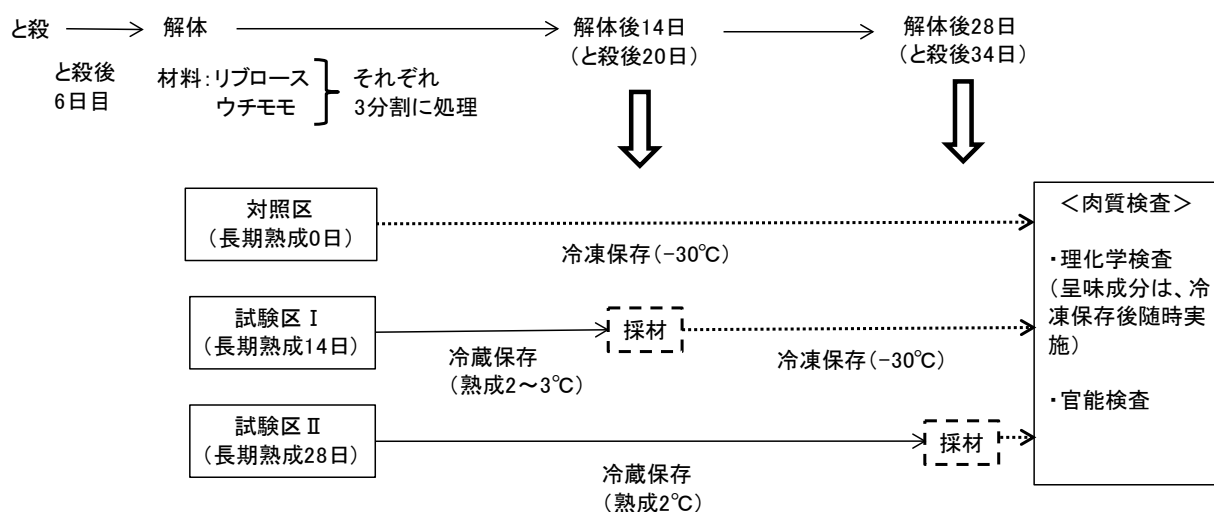 と殺
解体
解体後14日
(と殺後20日)
解体後28日
(と殺後34日)
と殺後
6日目
材料:リブロース
ウチモモ
それぞれ
3分割に処理
対照区
(長期熟成0日)
冷凍保存(-30℃)
試験区Ⅰ
(長期熟成14日)
採材
冷蔵保存
(熟成2～3℃)
冷凍保存(-30℃)
試験区Ⅱ
(長期熟成28日)
採材
冷蔵保存
(熟成2℃)
＜肉質検査＞
・理化学検査
(呈味成分は、冷
凍保存後随時実
施)
・官能検査